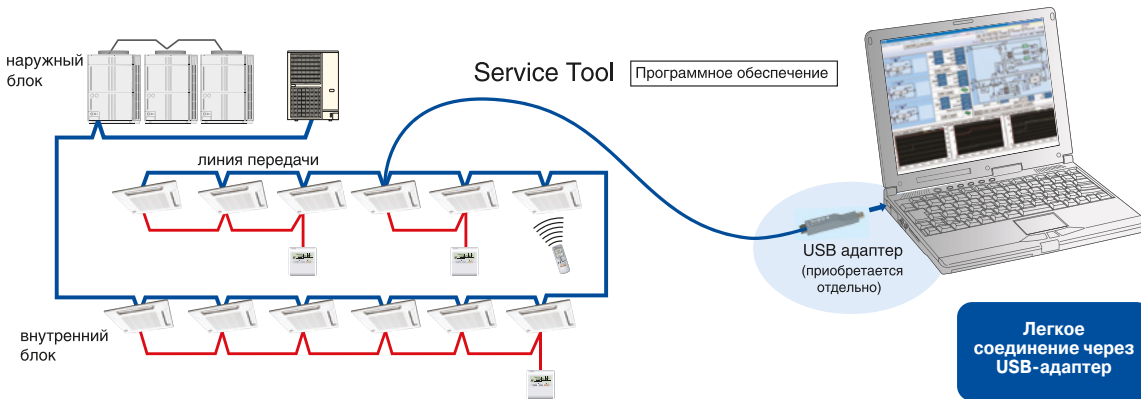 наружный
блок
Service Tool
Программное обеспечение
линия передачи
USB адаптер
(приобретается
отдельно)
внутренний
блок
Легкое
соединение через
USB-адаптер